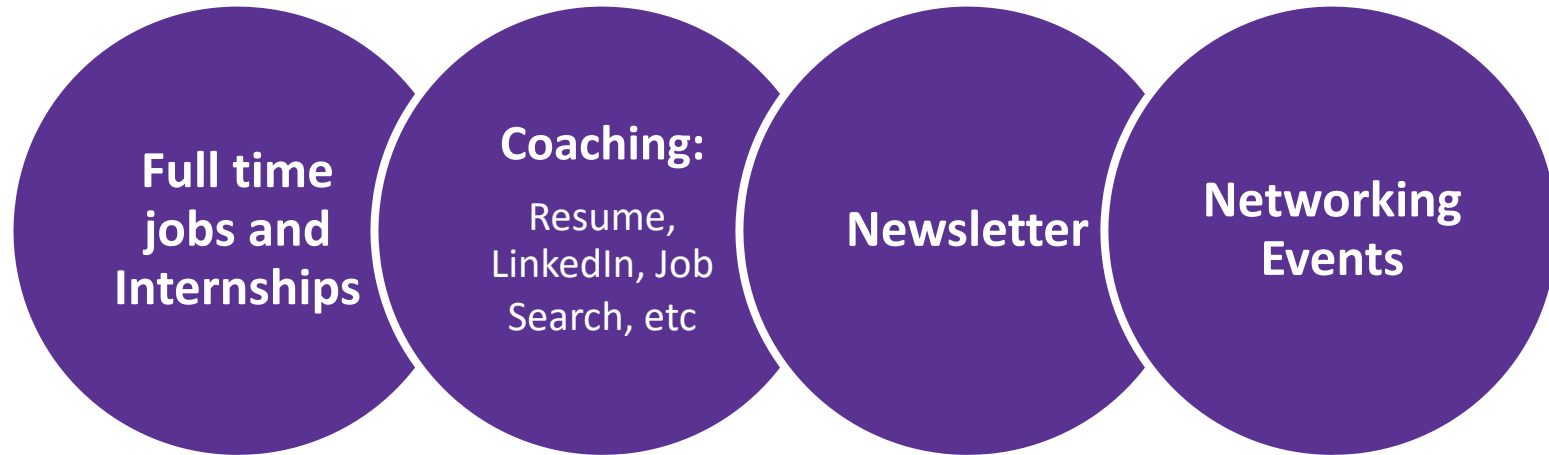 Full time
jobs and
Internships
Coaching:
Resume,
LinkedIn, Job
Search, etc
Newsletter
Networking
Events